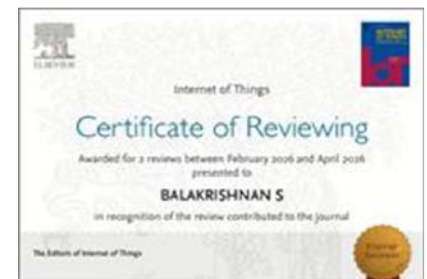 ELSEVIER
Internet of Things
Certificate of Reviewing
Awarded for 2 reviews between February 2026 and April 2026
presented to
BALAKRISHNAN S
in recognition of the review contributed to the journal
The Editors of Internet of Things